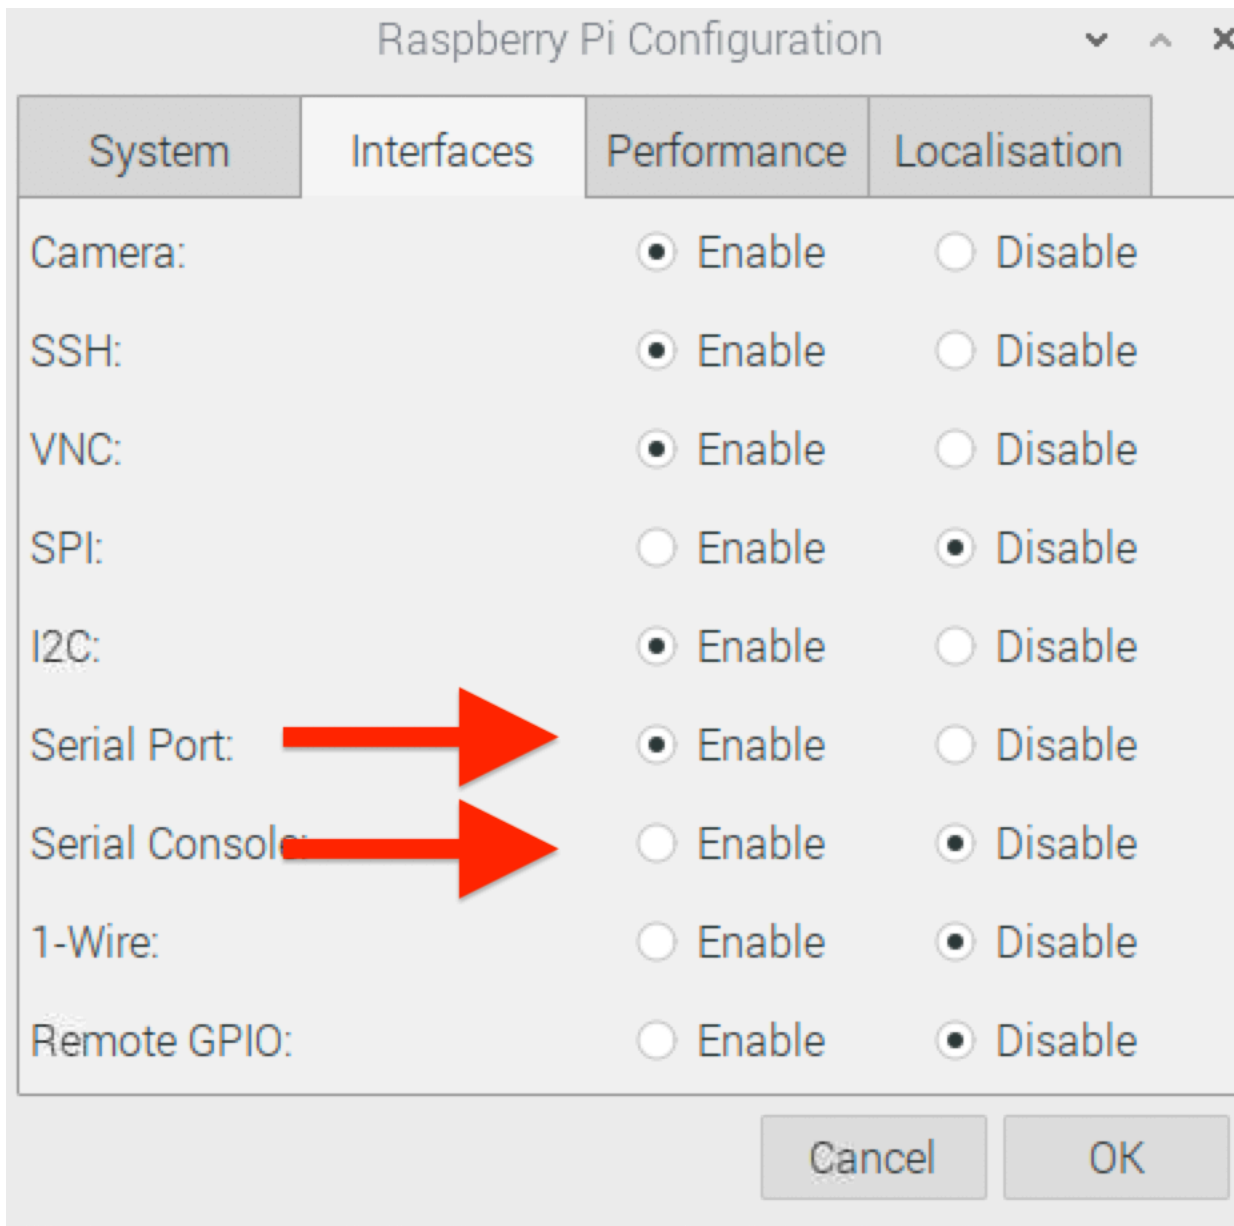 Raspberry Pi Configuration
System Interfaces Performance Localisation
Camera: Enable Disable
SSH: Enable Disable
VNC: Enable Disable
SPI: Enable Disable
I2C: Enable Disable
Serial Port: Enable Disable
Serial Console: Enable Disable
1-Wire: Enable Disable
Remote GPIO: Enable Disable
Cancel OK